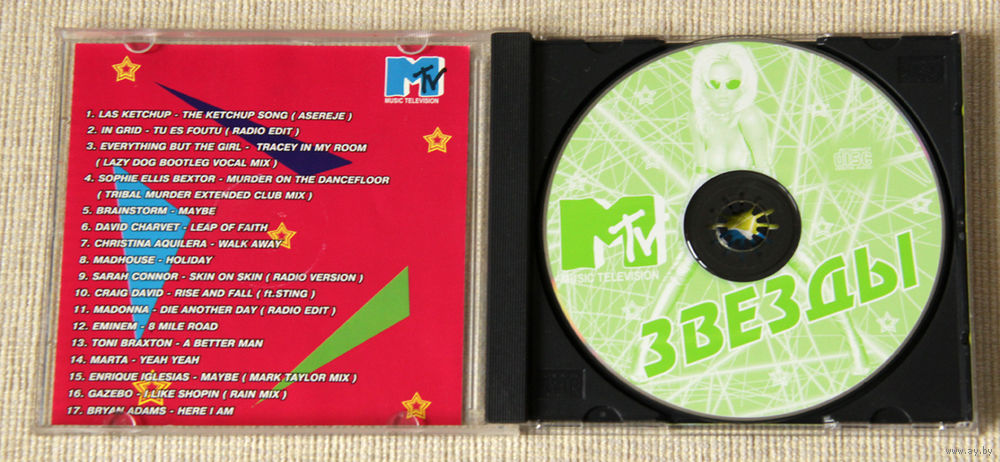 MTV
MUSIC TELEVISION
1. LAS KETCHUP - THE KETCHUP SONG ( ASEREJE )
2. IN GRID - TU ES FOUTU ( RADIO EDIT )
3. EVERYTHING BUT THE GIRL - TRACEY IN MY ROOM
( LAZY DOG BOOTLEG VOCAL MIX )
4. SOPHIE ELLIS BEXTOR - MURDER ON THE DANCEFLOOR
( TRIBAL MURDER EXTENDED CLUB MIX )
5. BRAINSTORM - MAYBE
6. DAVID CHARVET - LEAP OF FAITH
7. CHRISTINA AQUILERA - WALK AWAY
8. MADHOUSE - HOLIDAY
9. SARAH CONNOR - SKIN ON SKIN ( RADIO VERSION )
10. CRAIG DAVID - RISE AND FALL ( ft.STING )
11. MADONNA - DIE ANOTHER DAY ( RADIO EDIT )
12. EMINEM - 8 MILE ROAD
13. TONI BRAXTON - A BETTER MAN
14. MARTA - YEAH YEAH
15. ENRIQUE IGLESIAS - MAYBE ( MARK TAYLOR MIX )
16. GAZEBO - I LIKE SHOPIN ( RAIN MIX )
17. BRYAN ADAMS - HERE I AM
disc
MTV
MUSIC TELEVISION
ЗВЕЗДЫ
www.ay.by